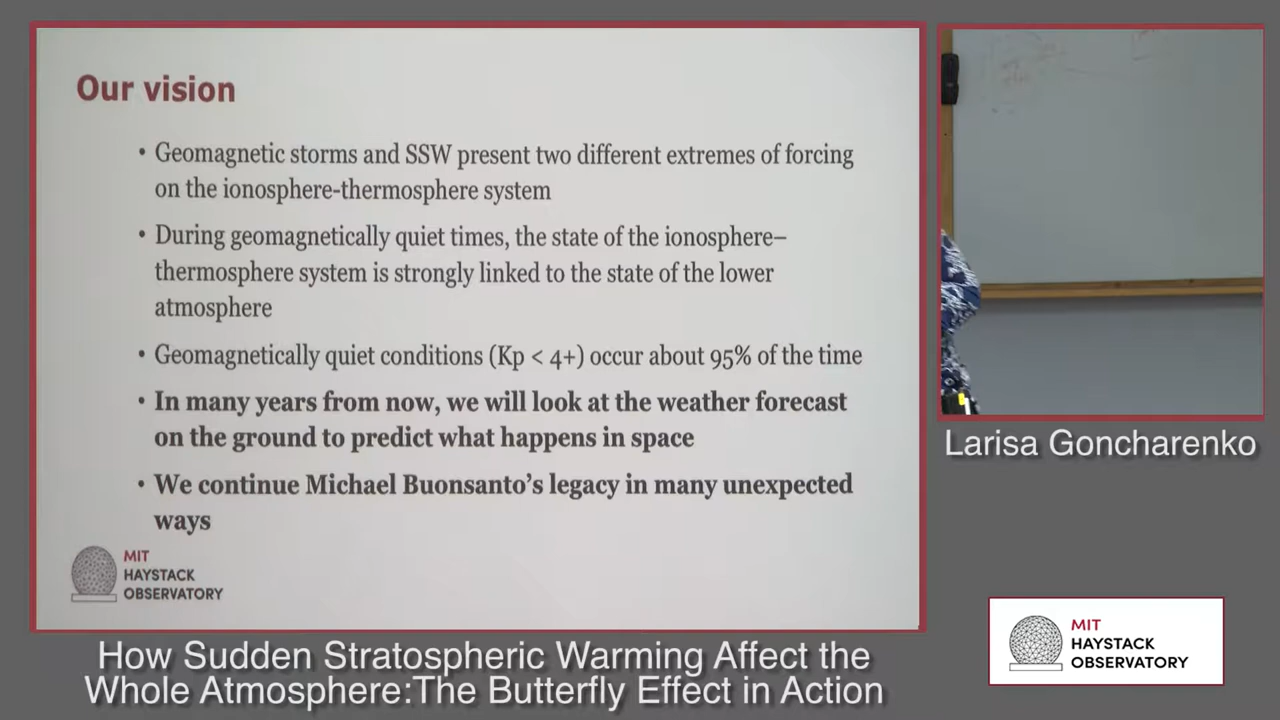 Our vision
• Geomagnetic storms and SSW present two different extremes of forcing
on the ionosphere-thermosphere system
• During geomagnetically quiet times, the state of the ionosphere–
thermosphere system is strongly linked to the state of the lower
atmosphere
• Geomagnetically quiet conditions (Kp < 4+) occur about 95% of the time
• In many years from now, we will look at the weather forecast
on the ground to predict what happens in space
• We continue Michael Buonsanto's legacy in many unexpected
ways
MIT
HAYSTACK
OBSERVATORY
Larisa Goncharenko
How Sudden Stratospheric Warming Affect the
Whole Atmosphere:The Butterfly Effect in Action
MIT
HAYSTACK
OBSERVATORY